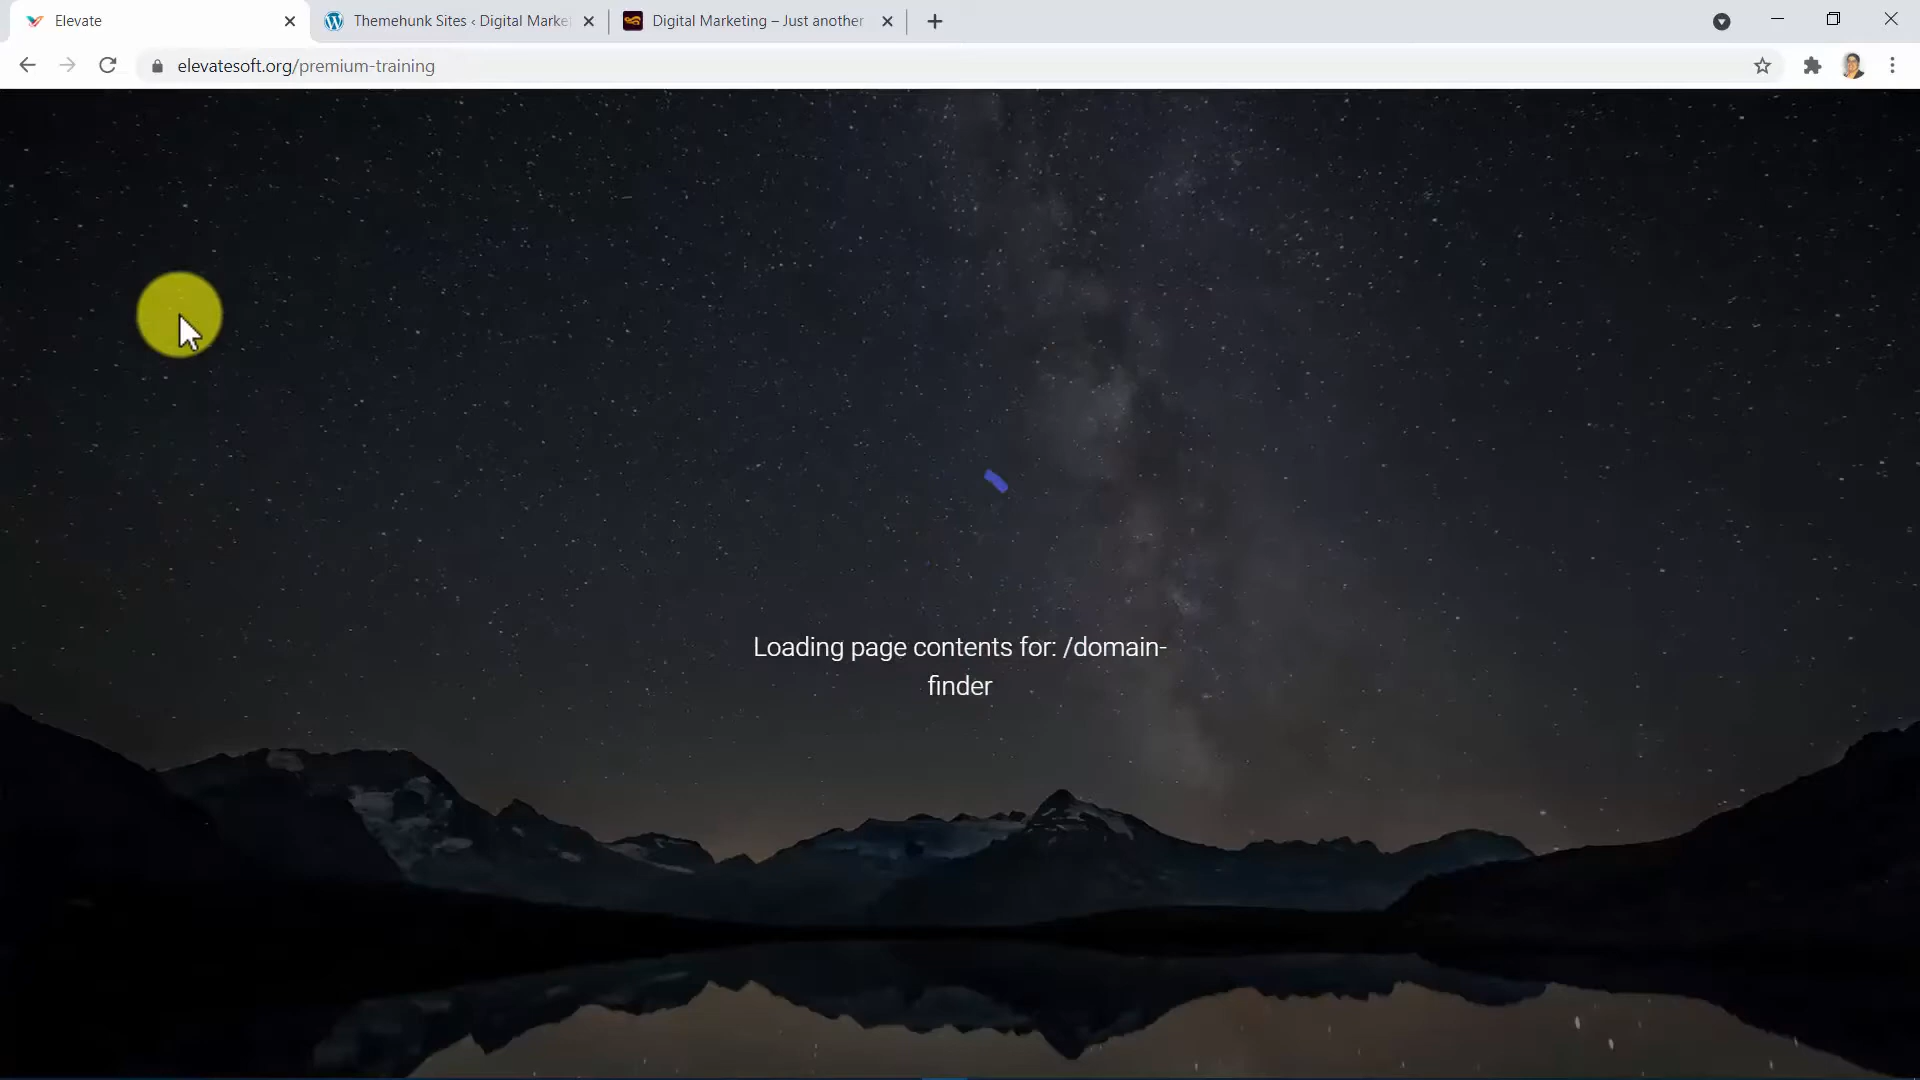 Elevate
Themehunk Sites ‹ Digital Marke
Digital Marketing – Just another
elevatesoft.org/premium-training
Loading page contents for: /domain-
finder